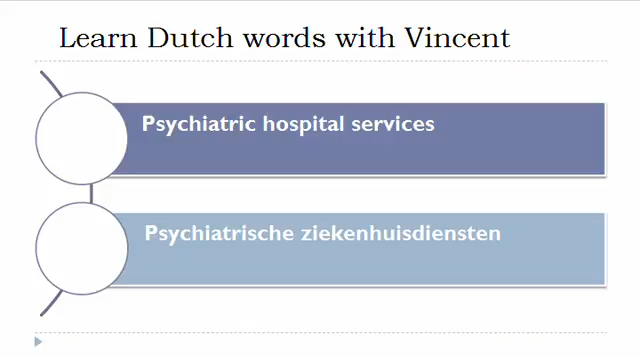 Learn Dutch words with Vincent
Psychiatric hospital services
Psychiatrische ziekenhuisdiensten